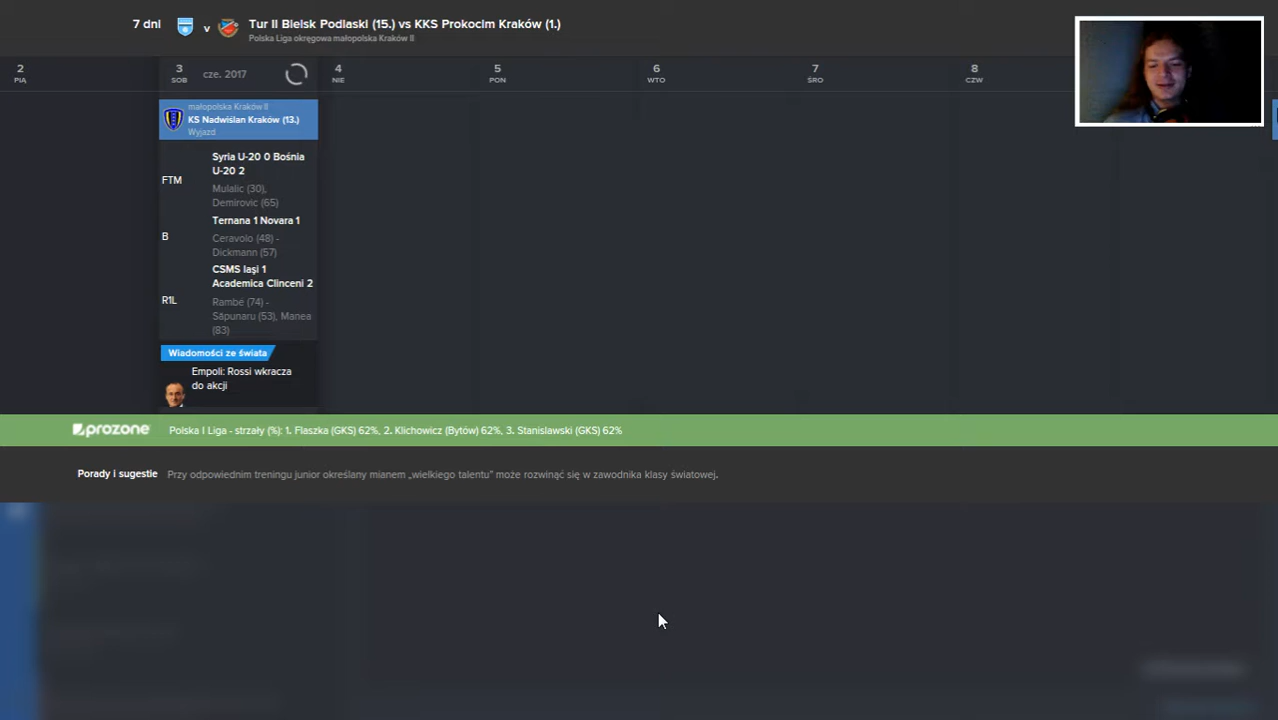 7 dni v Tur II Bielsk Podlaski (15.) vs KKS Prokocim Kraków (1.)
Polska Liga okręgowa małopolska Kraków II
2 PIĄ
3 SOB
cze. 2017
4 NIE
5 PON
6 WTO
7 ŚRO
8 CZW
małopolska Kraków II
KS Nadwiślan Kraków (13.)
Wyjazd
FTM
Syria U-20 0 Bośnia
U-20 2
Mulalic (30),
Demirovic (65)
B
Ternana 1 Novara 1
Ceravolo (48) -
Dickmann (57)
R1L
CSMS Iaşi 1
Academica Clinceni 2
Rambé (74) -
Săpunaru (53), Manea
(83)
Wiadomości ze świata
Empoli: Rossi wkracza
do akcji
prozone Polska I Liga - strzały (%): 1. Flaszka (GKS) 62%, 2. Klichowicz (Bytów) 62%, 3. Stanisławski (GKS) 62%
Porady i sugestie Przy odpowiednim treningu junior określany mianem „wielkiego talentu” może rozwinąć się w zawodnika klasy światowej.